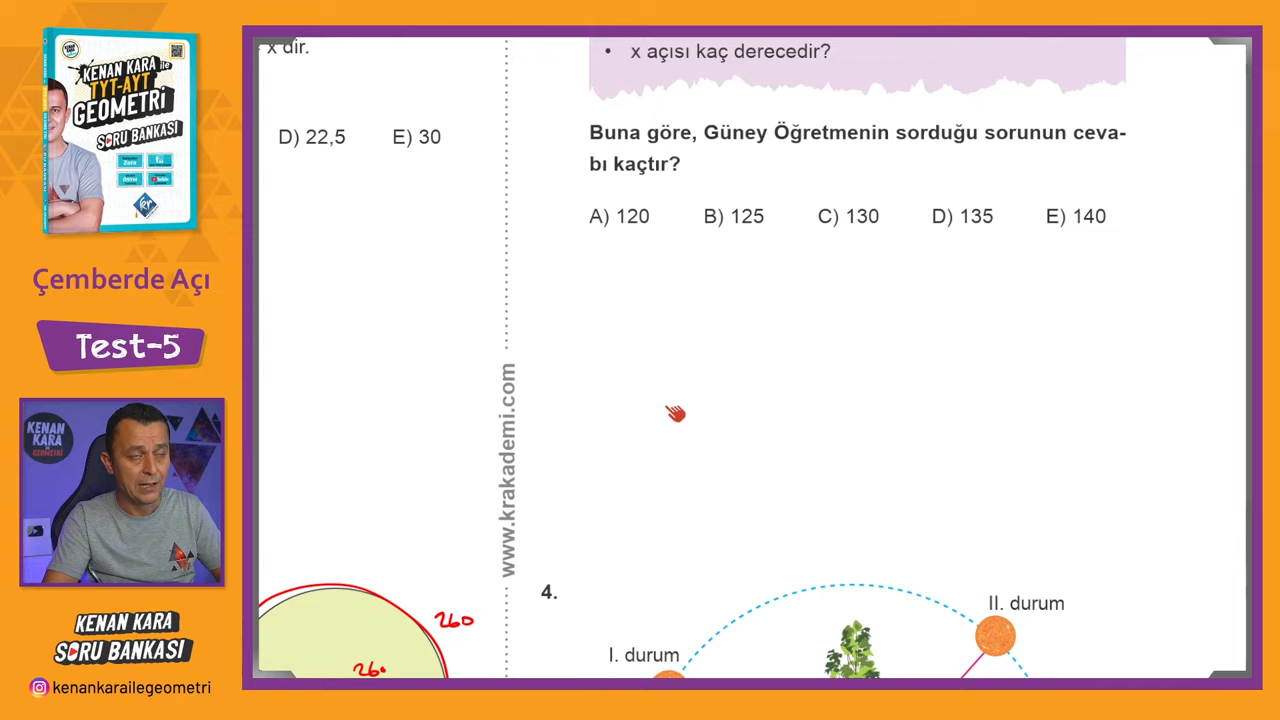 KENAN KARA ile
TYT-AYT
GEOMETRİ
SORU BANKASI
Çemberde Açı
Test-5
KENAN
KARA
GEOMETRİ
KENAN KARA
SORU BANKASI
kenankarailegeometri
x dir.
D) 22,5 E) 30
260
260
www.krakademi.com
• x açısı kaç derecedir?
Buna göre, Güney Öğretmenin sorduğu sorunun ceva-
bı kaçtır?
A) 120 B) 125 C) 130 D) 135 E) 140
4.
II. durum
I. durum